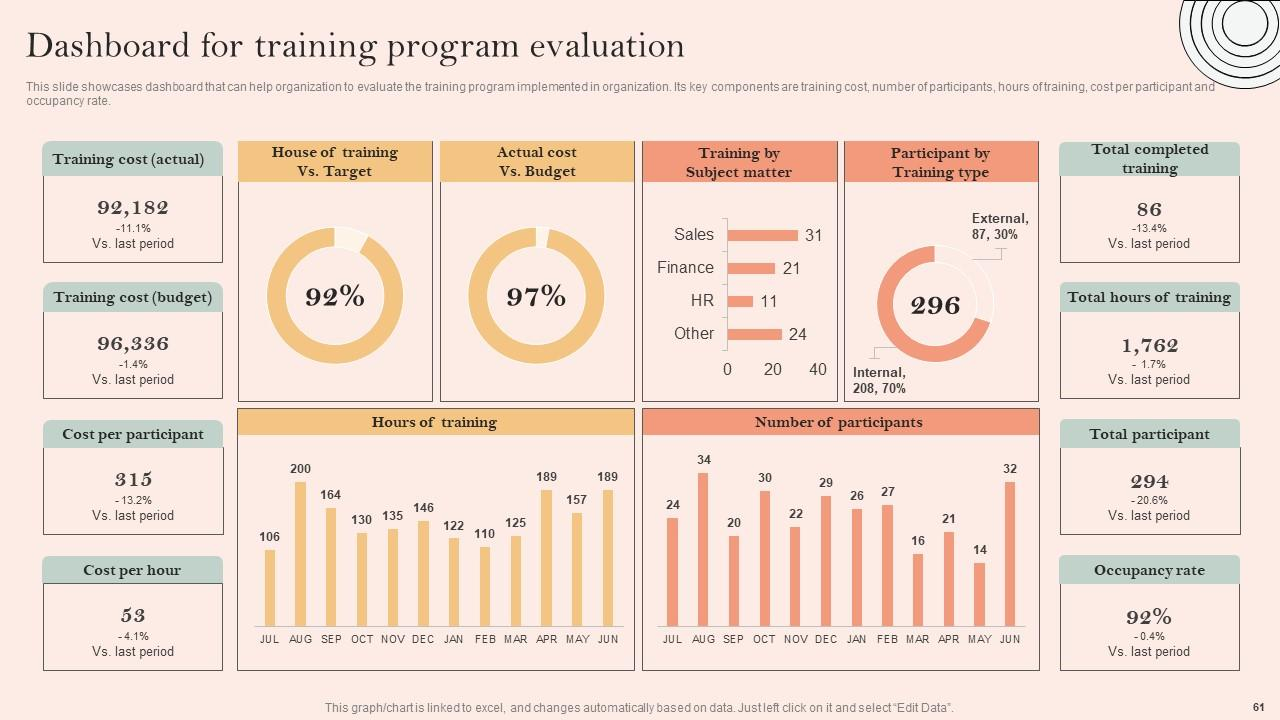 Dashboard for training program evaluation
This slide showcases dashboard that can help organization to evaluate the training program implemented in organization. Its key components are training cost, number of participants, hours of training, cost per participant and
occupancy rate.
Training cost (actual)
92,182
-11.1%
Vs. last period
Training cost (budget)
96,336
-1.4%
Vs. last period
Cost per participant
315
-13.2%
Vs. last period
Cost per hour
53
-4.1%
Vs. last period
House of training
Vs. Target
92%
Actual cost
Vs. Budget
97%
Training by
Subject matter
Sales 31
Finance 21
HR 11
Other 24
0 20 40
Participant by
Training type
External,
87, 30%
296
Internal,
208, 70%
Hours of training
106 200 164 130 135 146 122 110 125 189 157 189
JUL AUG SEP OCT NOV DEC JAN FEB MAR APR MAY JUN
Number of participants
24 34 20 30 22 29 26 27 16 21 14 32
JUL AUG SEP OCT NOV DEC JAN FEB MAR APR MAY JUN
Total completed
training
86
-13.4%
Vs. last period
Total hours of training
1,762
- 1.7%
Vs. last period
Total participant
294
-20.6%
Vs. last period
Occupancy rate
92%
-0.4%
Vs. last period
This graph/chart is linked to excel, and changes automatically based on data. Just left click on it and select “Edit Data”.
61